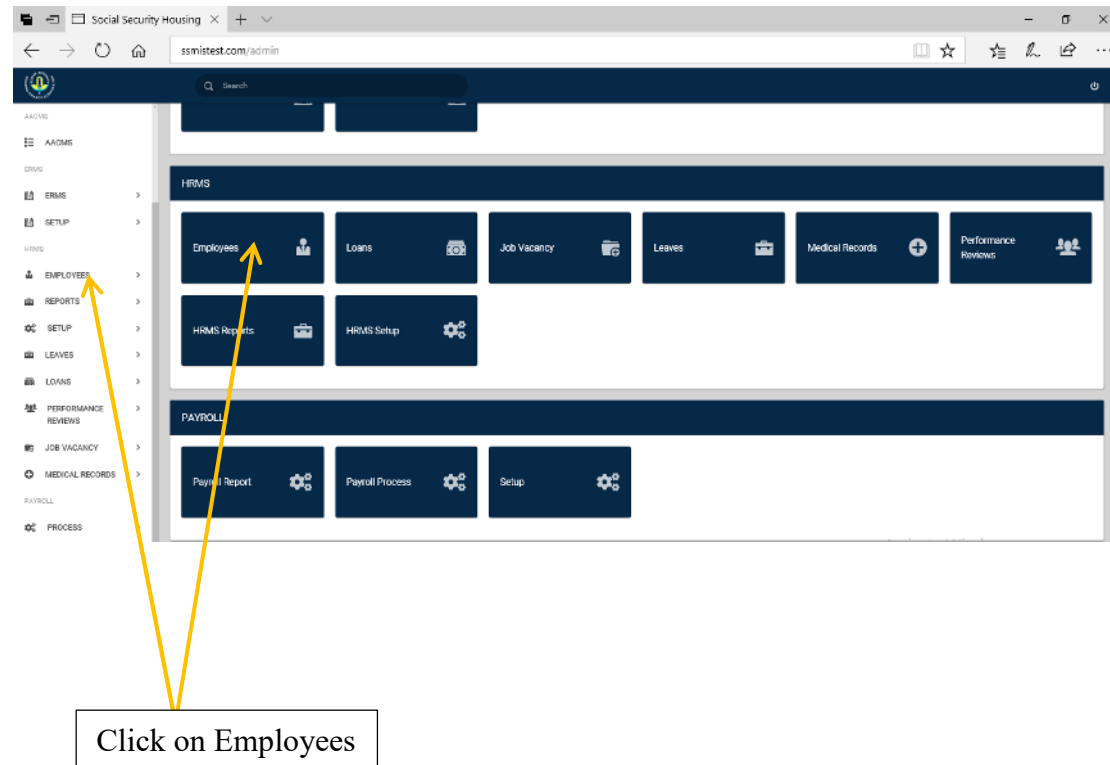 Social Security Housing
ssmistest.com/admin
Search
AACMS
AACMS
ERMS
ERMS
SETUP
HRMS
EMPLOYEES
REPORTS
SETUP
LEAVES
LOANS
PERFORMANCE
REVIEWS
JOB VACANCY
MEDICAL RECORDS
PAYROLL
PROCESS
HRMS
Employees
Loans
Job Vacancy
Leaves
Medical Records
Performance
Reviews
HRMS Reports
HRMS Setup
PAYROLL
Payroll Report
Payroll Process
Setup
Click on Employees